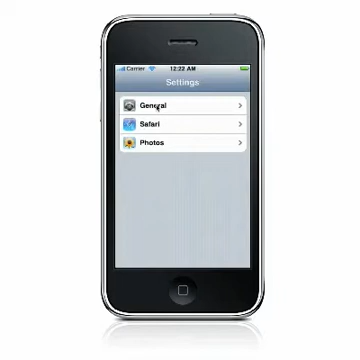 Carrier 12:22 AM
Settings
General
Safari
Photos